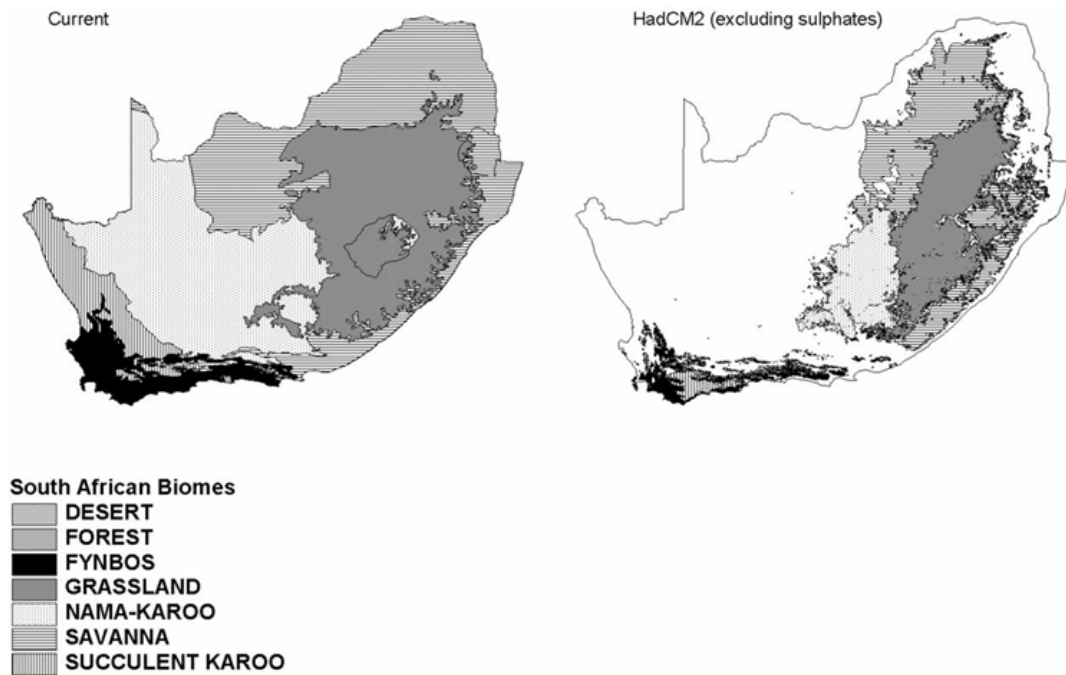 Current
HadCM2 (excluding sulphates)
South African Biomes
DESERT
FOREST
FYNBOS
GRASSLAND
NAMA-KAROO
SAVANNA
SUCCULENT KAROO